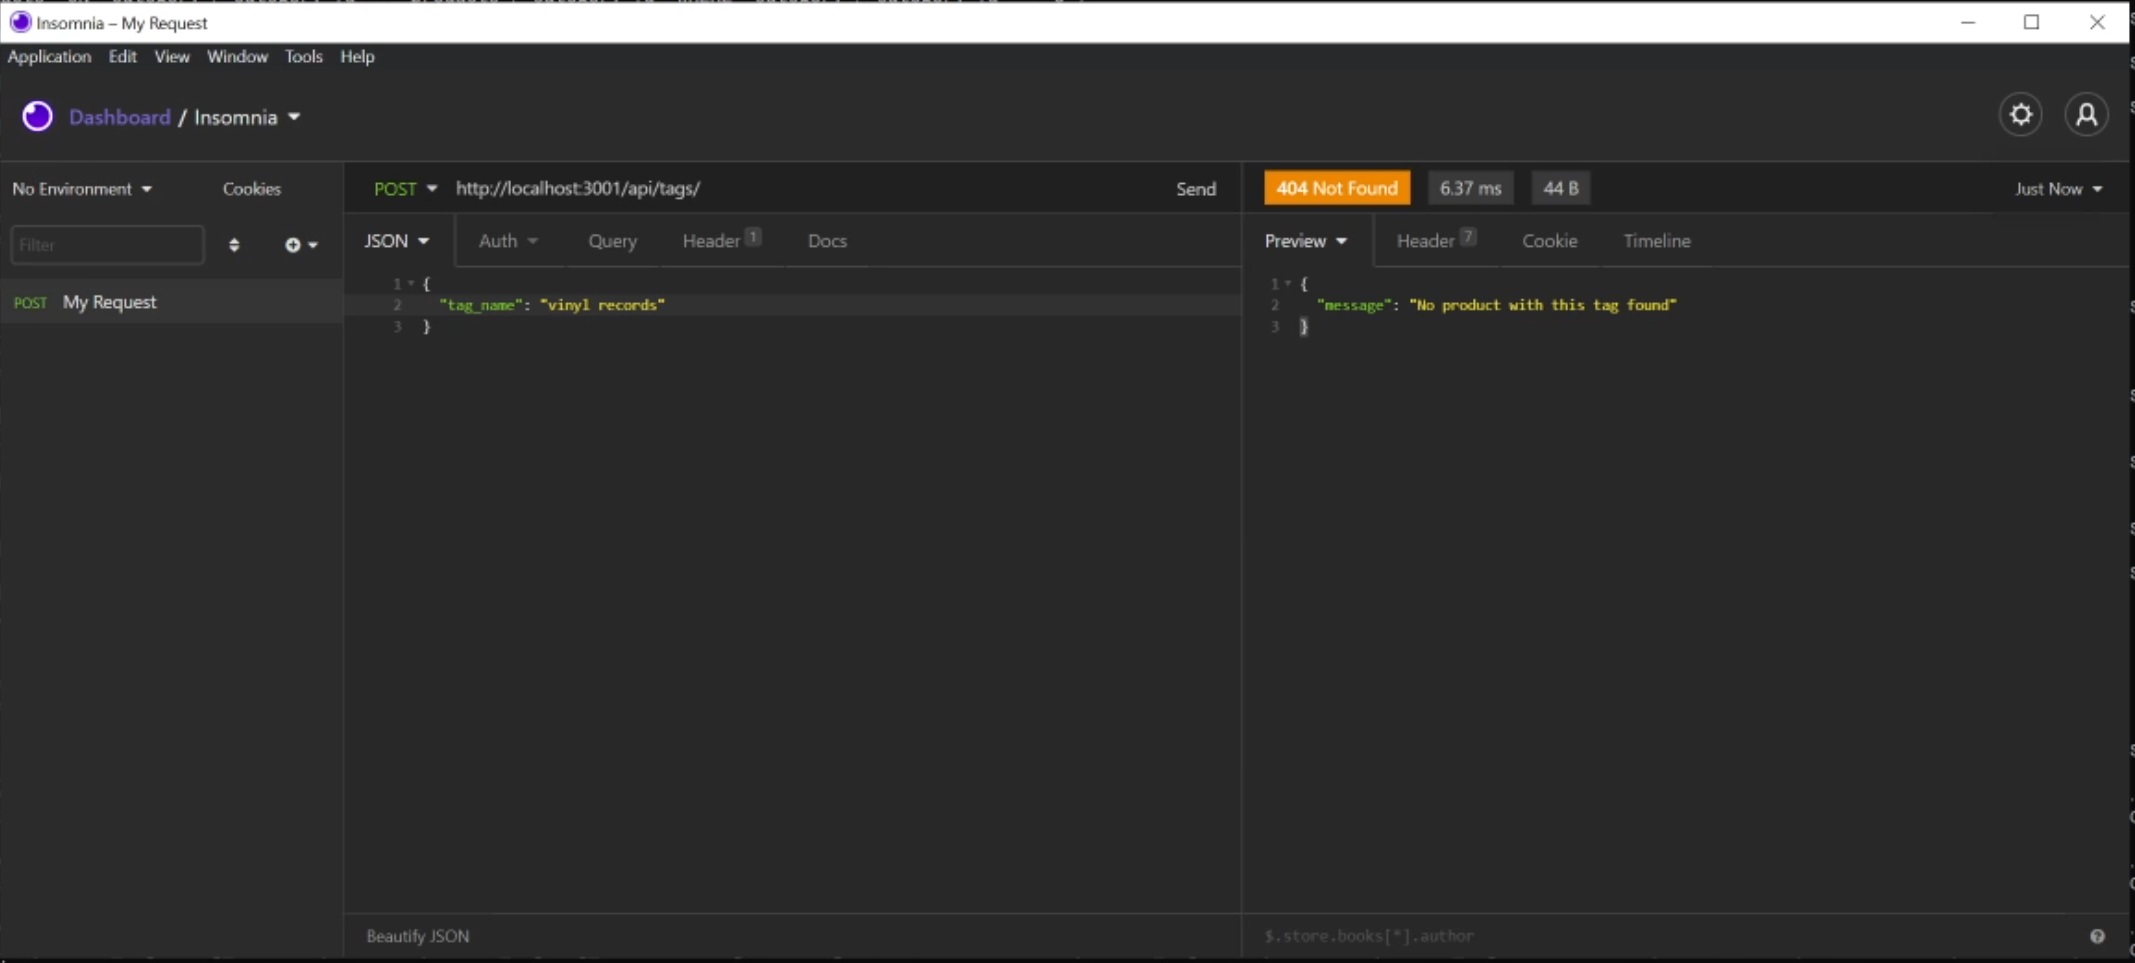 Insomnia – My Request
Application Edit View Window Tools Help
Dashboard / Insomnia
No Environment Cookies
Filter
POST My Request
POST http://localhost:3001/api/tags/ Send
JSON Auth Query Header 1 Docs
1 {
2 "tag_name": "vinyl records"
3 }
Beautify JSON
404 Not Found 6.37 ms 44 B Just Now
Preview Header 7 Cookie Timeline
1 {
2 "message": "No product with this tag found"
3 }
$.store.books[*].author